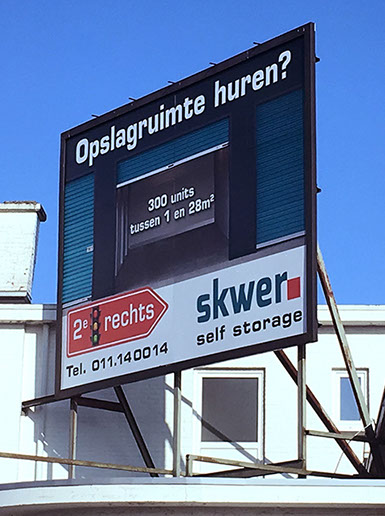 Opslagruimte huren?
300 units
tussen 1 en 28m²
2e rechts
skwer
self storage
Tel. 011.140014